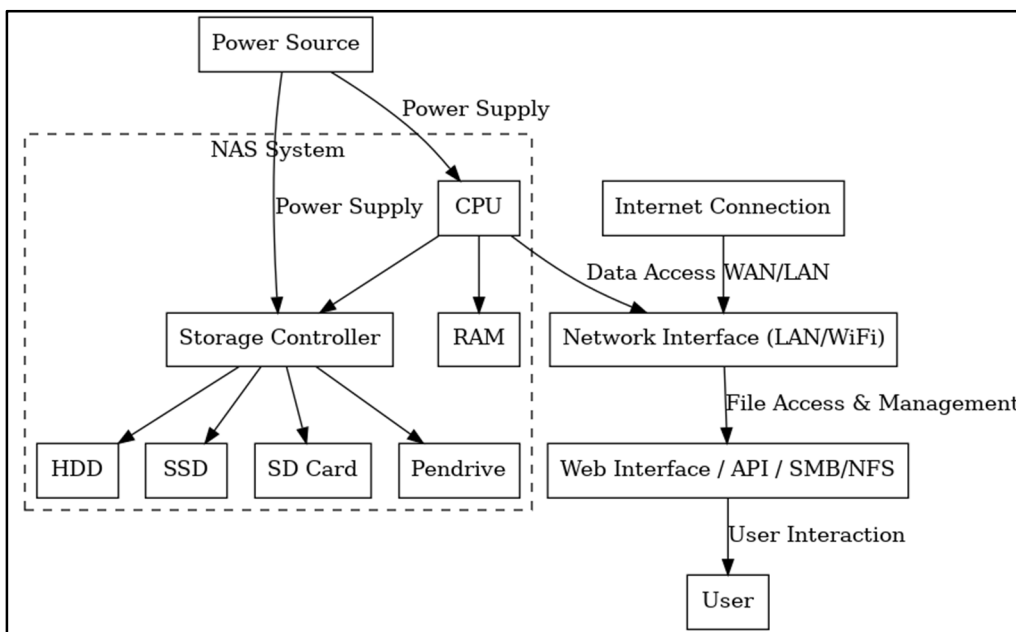 Power Source
Power Supply
NAS System
Power Supply
CPU
Internet Connection
Data Access
WAN/LAN
Storage Controller
RAM
Network Interface (LAN/WiFi)
File Access & Management
HDD
SSD
SD Card
Pendrive
Web Interface / API / SMB/NFS
User Interaction
User